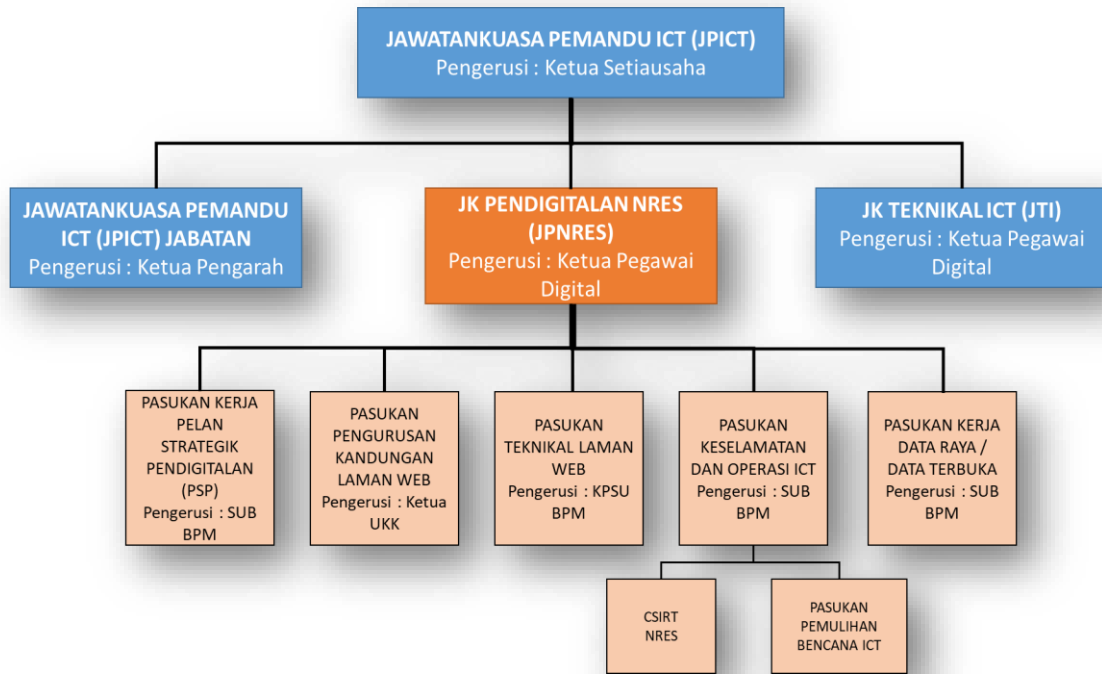 JAWATANKUASA PEMANDU ICT (JPICT)
Pengerusi : Ketua Setiausaha
JAWATANKUASA PEMANDU
ICT (JPICT) JABATAN
Pengerusi : Ketua Pengarah
JK PENDIGITALAN NRES
(JPNRES)
Pengerusi : Ketua Pegawai
Digital
JK TEKNIKAL ICT (JTI)
Pengerusi : Ketua Pegawai
Digital
PASUKAN KERJA
PELAN
STRATEGIK
PENDIGITALAN
(PSP)
Pengerusi : SUB
BPM
PASUKAN
PENGURUSAN
KANDUNGAN
LAMAN WEB
Pengerusi : Ketua
UKK
PASUKAN
TEKNIKAL LAMAN
WEB
Pengerusi : KPSU
BPM
PASUKAN
KESELAMATAN
DAN OPERASI ICT
Pengerusi : SUB
BPM
PASUKAN KERJA
DATA RAYA /
DATA TERBUKA
Pengerusi : SUB
BPM
CSIRT
NRES
PASUKAN
PEMULIHAN
BENCANA ICT